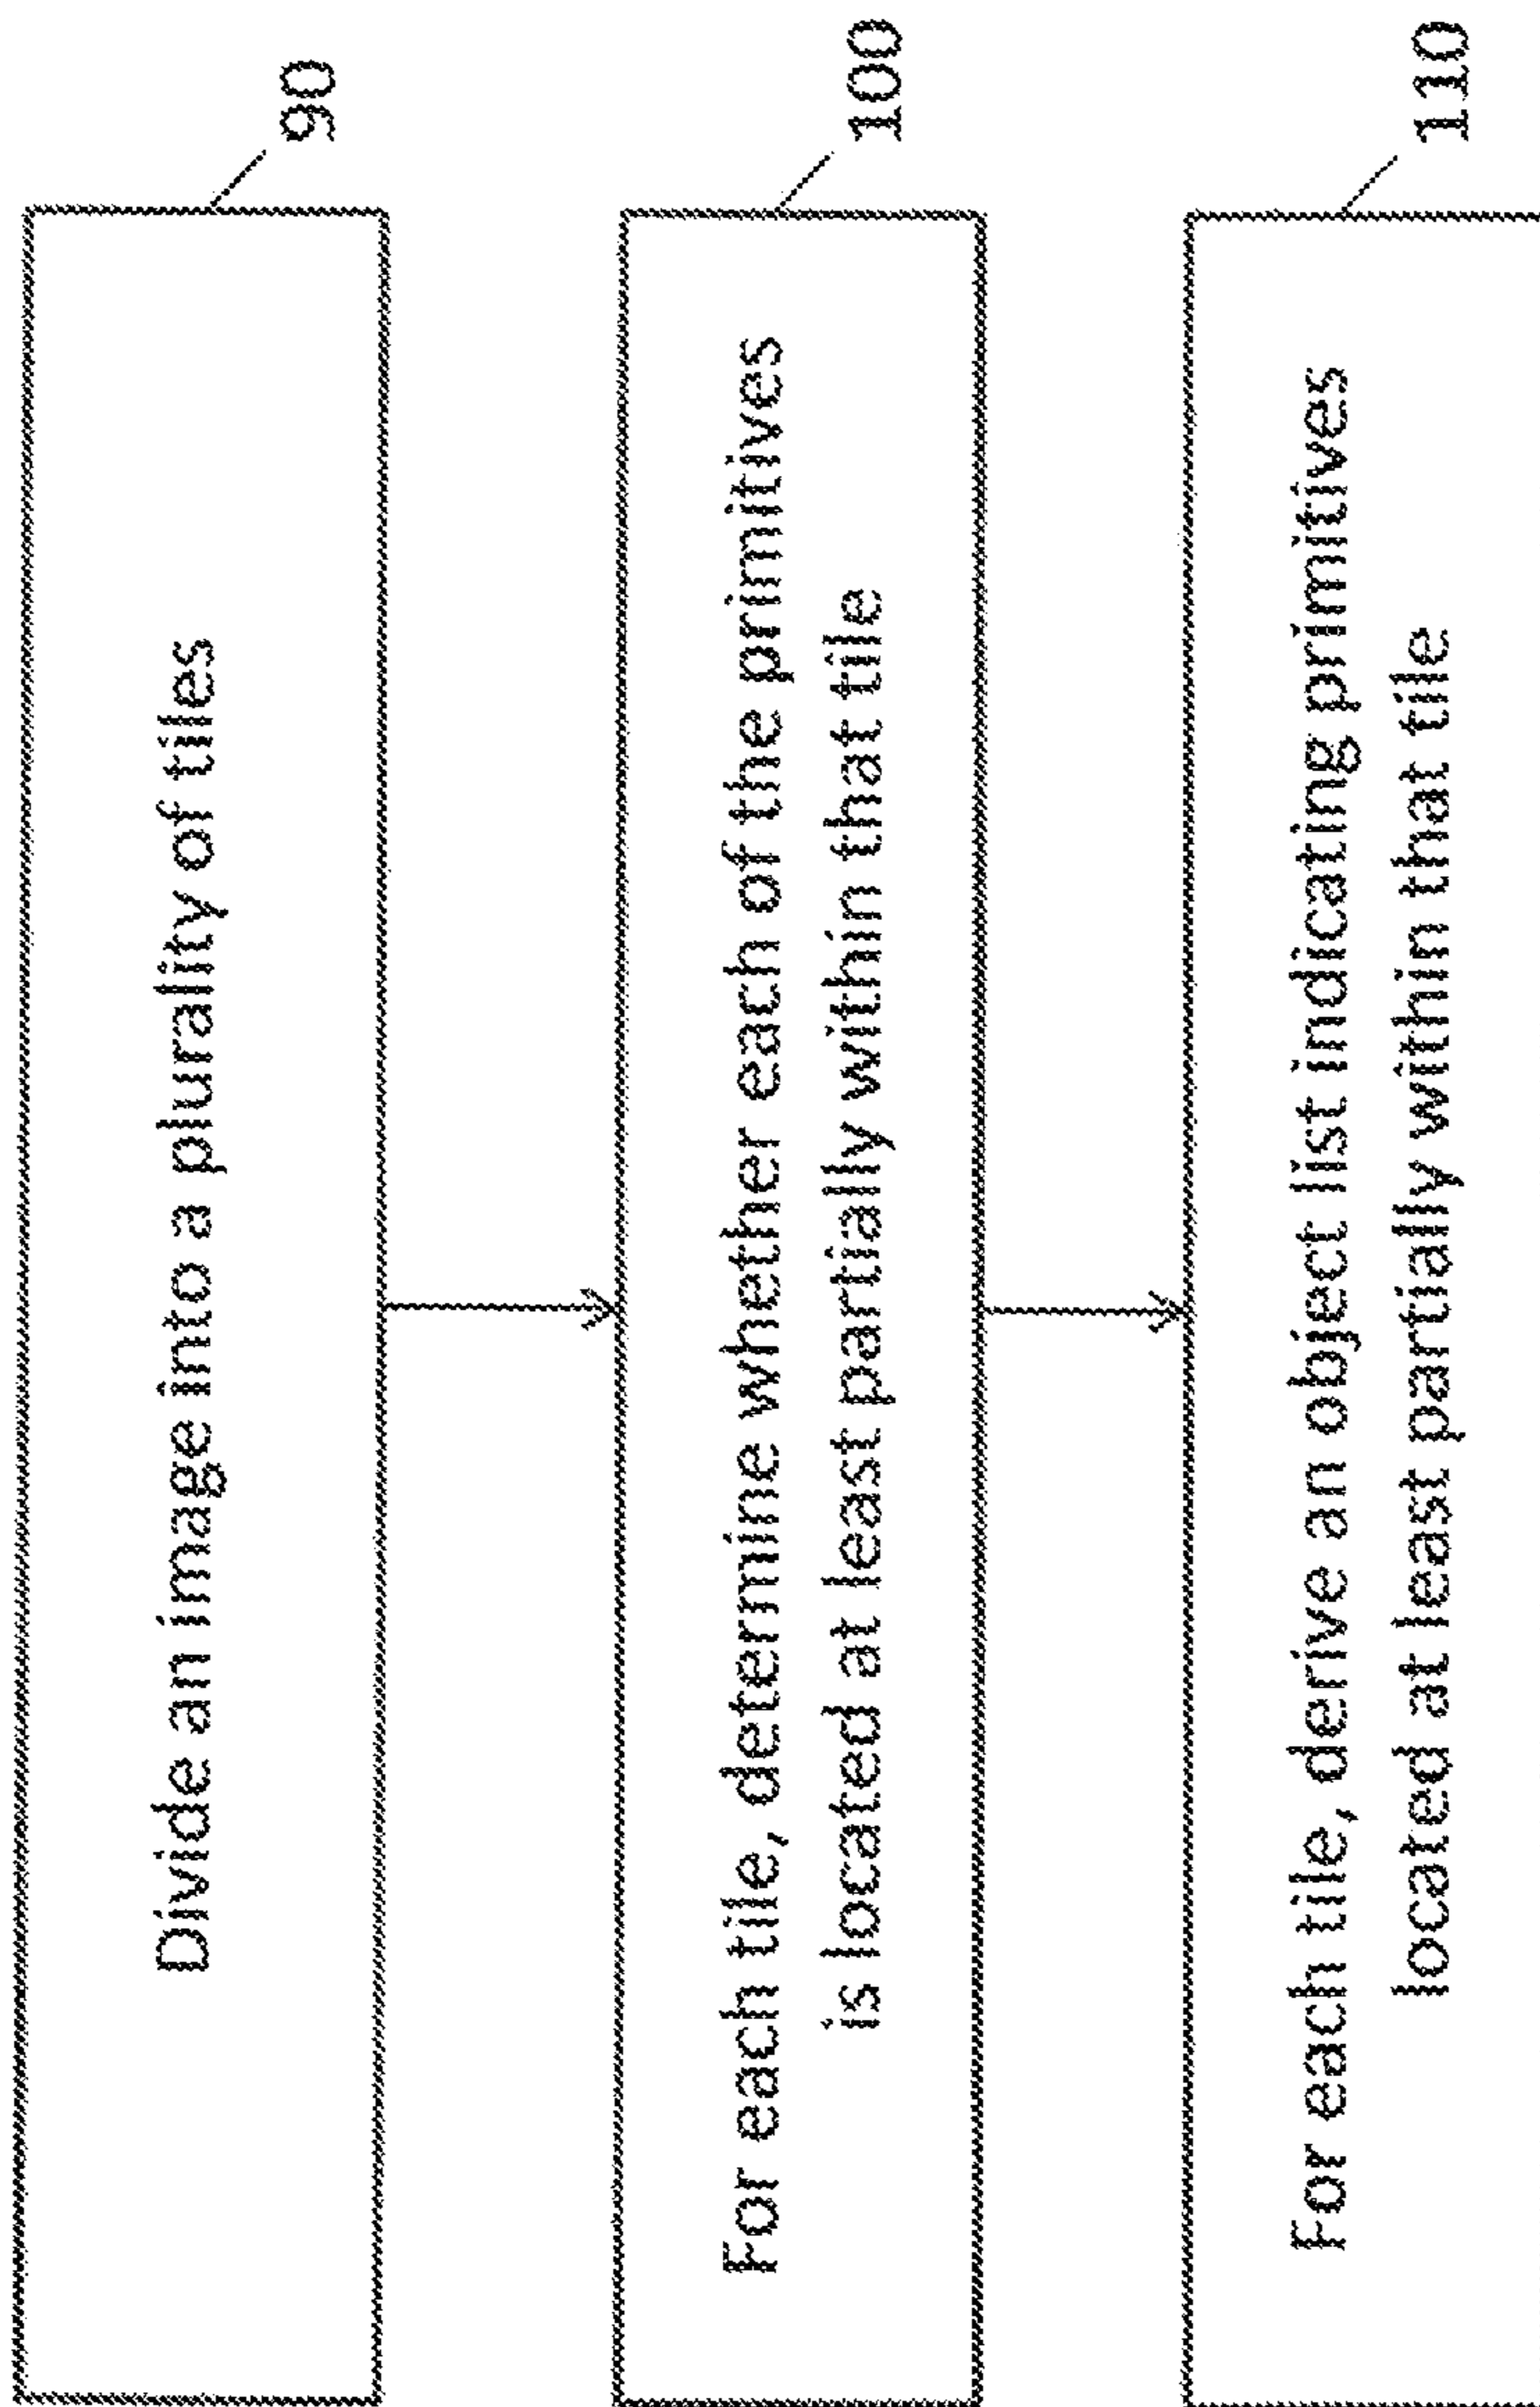 Divide an image into a plurality of tiles
90
For each tile, determine whether each of the primitives
is located at least partially within that tile
100
For each tile, derive an object list indicating primitives
located at least partially within that tile
110